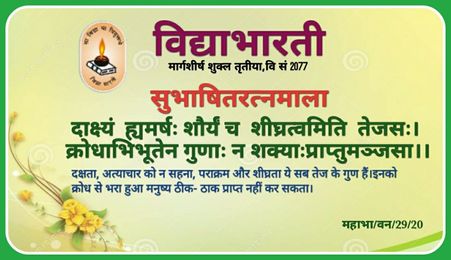 विद्याभारती
मार्गशीर्ष शुक्ल तृतीया,वि सं 2077
सुभाषितरत्नमाला
दाक्ष्यं ह्यमर्षः शौर्यं च शीघ्रत्वमिति तेजसः।
क्रोधाभिभूतेन गुणाः न शक्याःप्राप्तुमञ्जसा।।
दक्षता, अत्याचार को न सहना, पराक्रम और शीघ्रता ये सब तेज के गुण हैं।इनको
क्रोध से भरा हुआ मनुष्य ठीक- ठाक प्राप्त नहीं कर सकता।
महाभा/वन/29/20